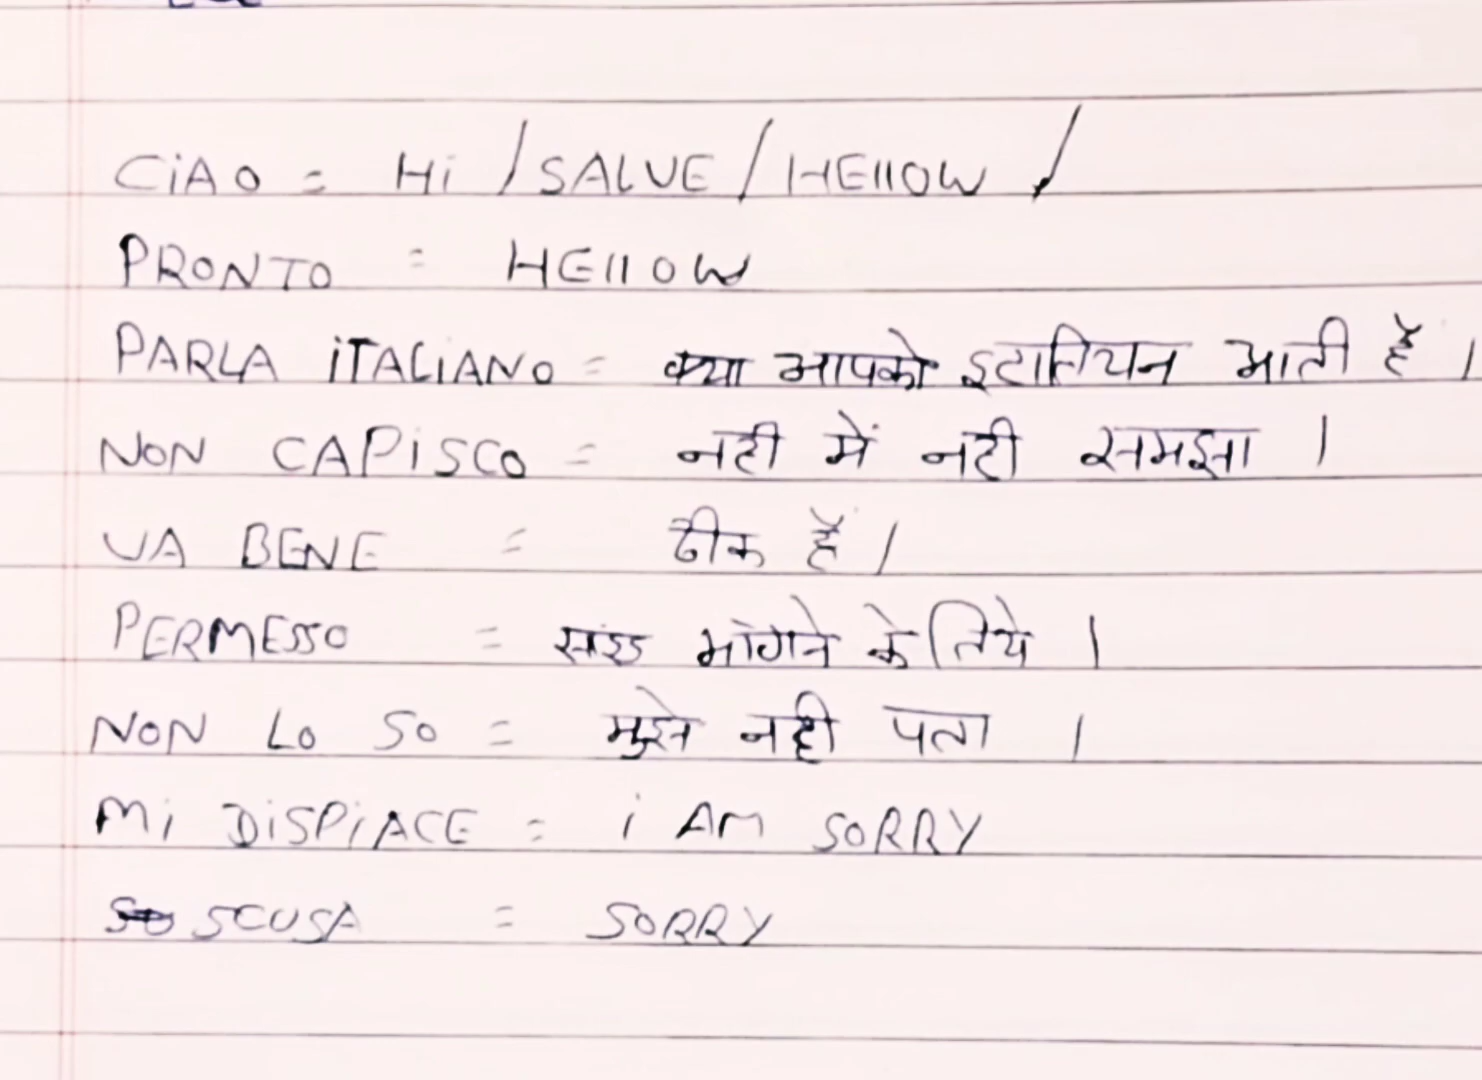 CiAO = Hi / SALVE / HEllOW /
PRONTO = HEllOW
PARLA iTALIANO = क्या आपको इटालियन आती है ।
NON CAPiSCO = नही में नही समझा ।
VA BENE = ठीक है ।
PERMESSO = मांगने के लिये ।
NON LO SO = मुझे नही पता ।
Mi DiSPiACE = i AM SORRY
SCUSA = SORRY